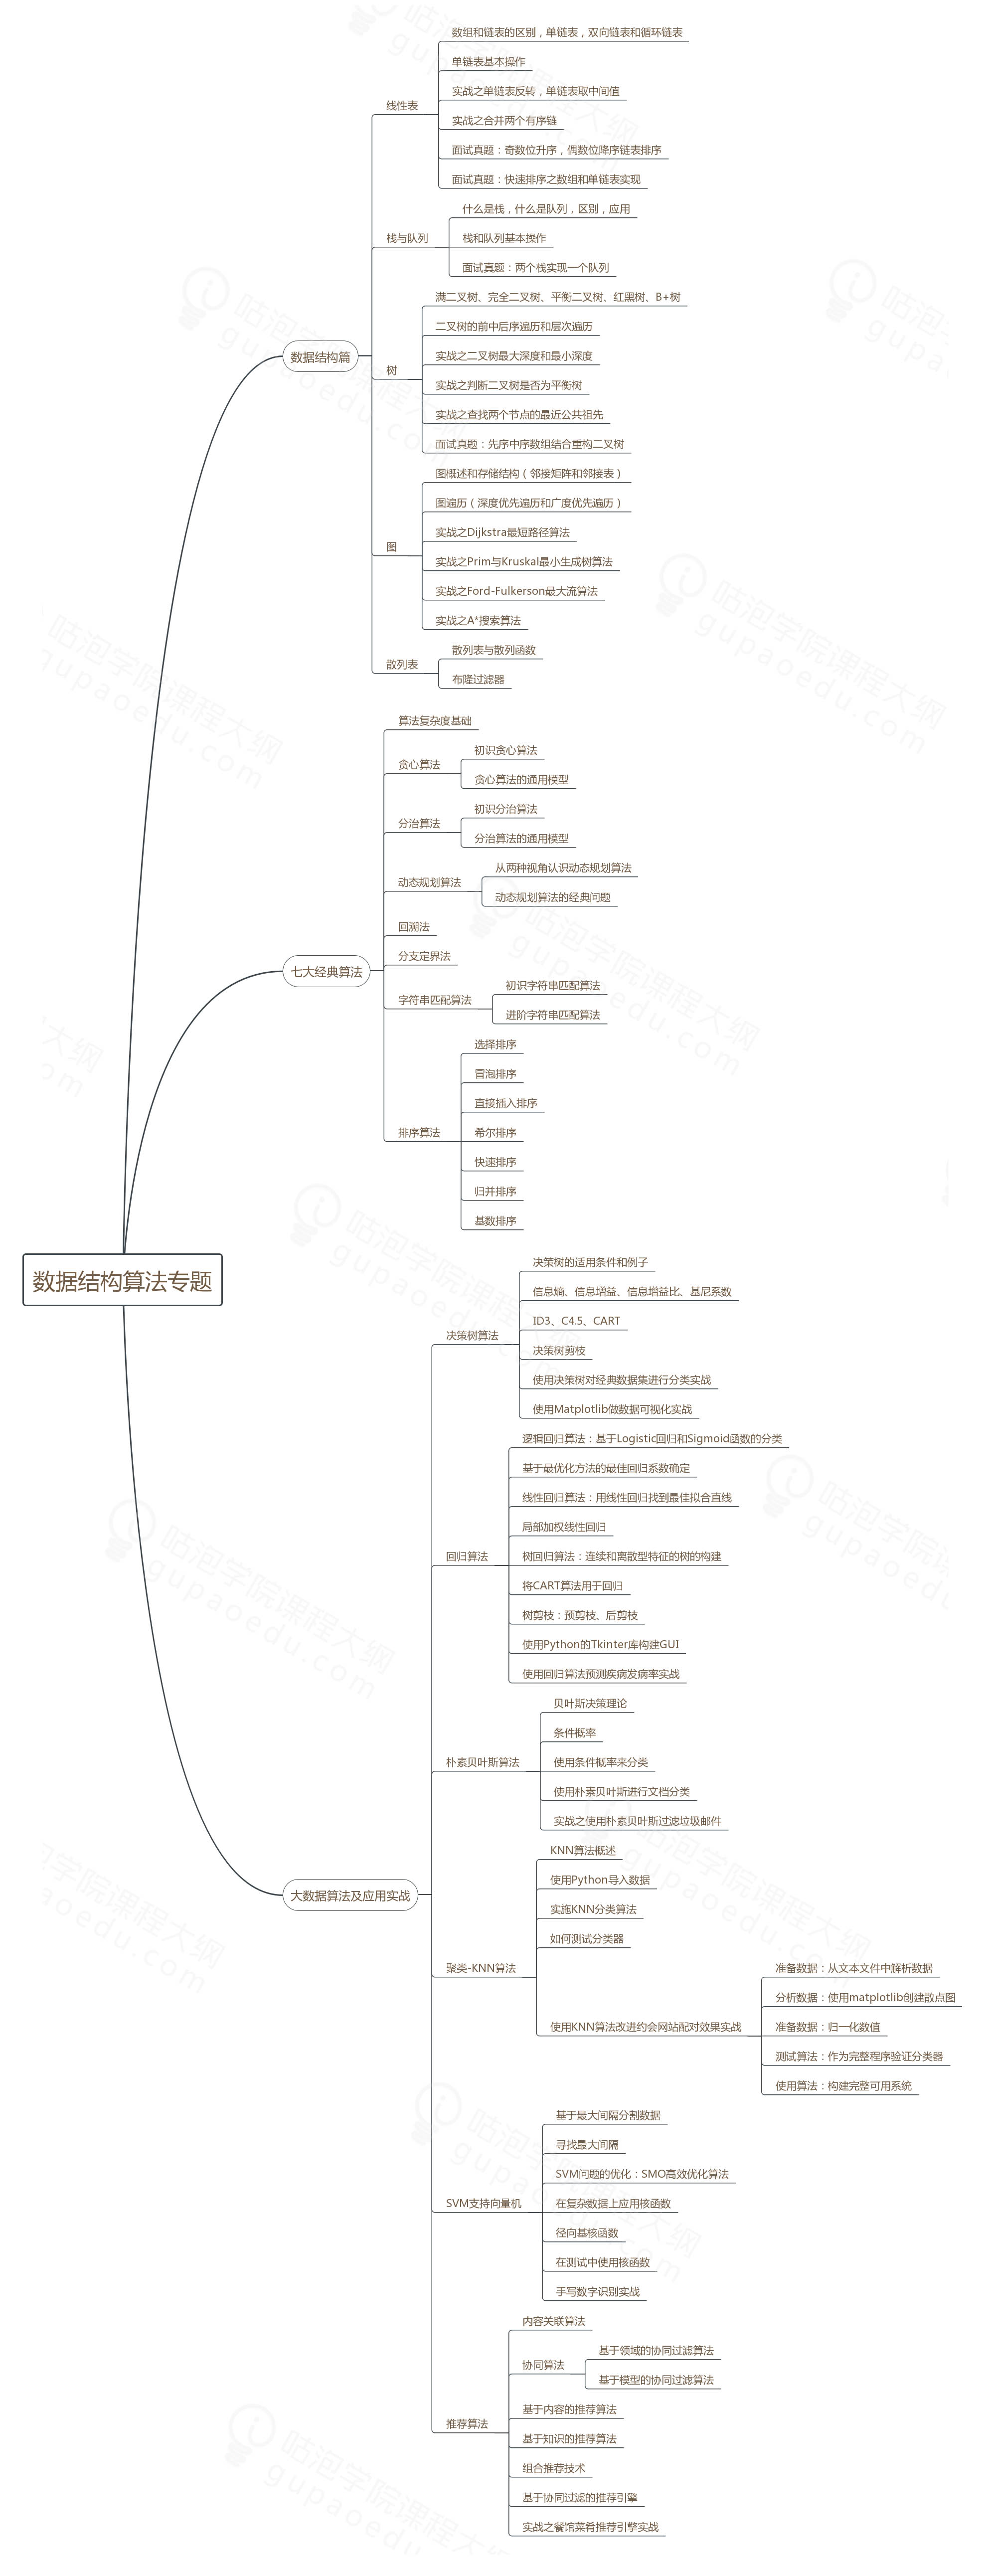 数据结构算法专题
数据结构篇
线性表
数组和链表的区别，单链表，双向链表和循环链表
单链表基本操作
实战之单链表反转，单链表取中间值
实战之合并两个有序链
面试真题：奇数位升序，偶数位降序链表排序
面试真题：快速排序之数组和单链表实现
栈与队列
什么是栈，什么是队列，区别，应用
栈和队列基本操作
面试真题：两个栈实现一个队列
树
满二叉树、完全二叉树、平衡二叉树、红黑树、B+树
二叉树的前中后序遍历和层次遍历
实战之二叉树最大深度和最小深度
实战之判断二叉树是否为平衡树
实战之查找两个节点的最近公共祖先
面试真题：先序中序数组结合重构二叉树
图
图概述和存储结构（邻接矩阵和邻接表）
图遍历（深度优先遍历和广度优先遍历）
实战之Dijkstra最短路径算法
实战之Prim与Kruskal最小生成树算法
实战之Ford-Fulkerson最大流算法
实战之A*搜索算法
散列表
散列表与散列函数
布隆过滤器
七大经典算法
算法复杂度基础
贪心算法
初识贪心算法
贪心算法的通用模型
分治算法
初识分治算法
分治算法的通用模型
动态规划算法
从两种视角认识动态规划算法
动态规划算法的经典问题
回溯法
分支定界法
字符串匹配算法
初识字符串匹配算法
进阶字符串匹配算法
排序算法
选择排序
冒泡排序
直接插入排序
希尔排序
快速排序
归并排序
基数排序
大数据算法及应用实战
决策树算法
决策树的适用条件和例子
信息熵、信息增益、信息增益比、基尼系数
ID3、C4.5、CART
决策树剪枝
使用决策树对经典数据集进行分类实战
使用Matplotlib做数据可视化实战
回归算法
逻辑回归算法：基于Logistic回归和Sigmoid函数的分类
基于最优化方法的最佳回归系数确定
线性回归算法：用线性回归找到最佳拟合直线
局部加权线性回归
树回归算法：连续和离散型特征的树的构建
将CART算法用于回归
树剪枝：预剪枝、后剪枝
使用Python的Tkinter库构建GUI
使用回归算法预测疾病发病率实战
朴素贝叶斯算法
贝叶斯决策理论
条件概率
使用条件概率来分类
使用朴素贝叶斯进行文档分类
实战之使用朴素贝叶斯过滤垃圾邮件
聚类-KNN算法
KNN算法概述
使用Python导入数据
实施KNN分类算法
如何测试分类器
使用KNN算法改进约会网站配对效果实战
准备数据：从文本文件中解析数据
分析数据：使用matplotlib创建散点图
准备数据：归一化数值
测试算法：作为完整程序验证分类器
使用算法：构建完整可用系统
SVM支持向量机
基于最大间隔分割数据
寻找最大间隔
SVM问题的优化：SMO高效优化算法
在复杂数据上应用核函数
径向基核函数
在测试中使用核函数
手写数字识别实战
推荐算法
内容关联算法
协同算法
基于领域的协同过滤算法
基于模型的协同过滤算法
基于内容的推荐算法
基于知识的推荐算法
组合推荐技术
基于协同过滤的推荐引擎
实战之餐馆菜肴推荐引擎实战
咕泡学院课程大纲
gupaoedu.com